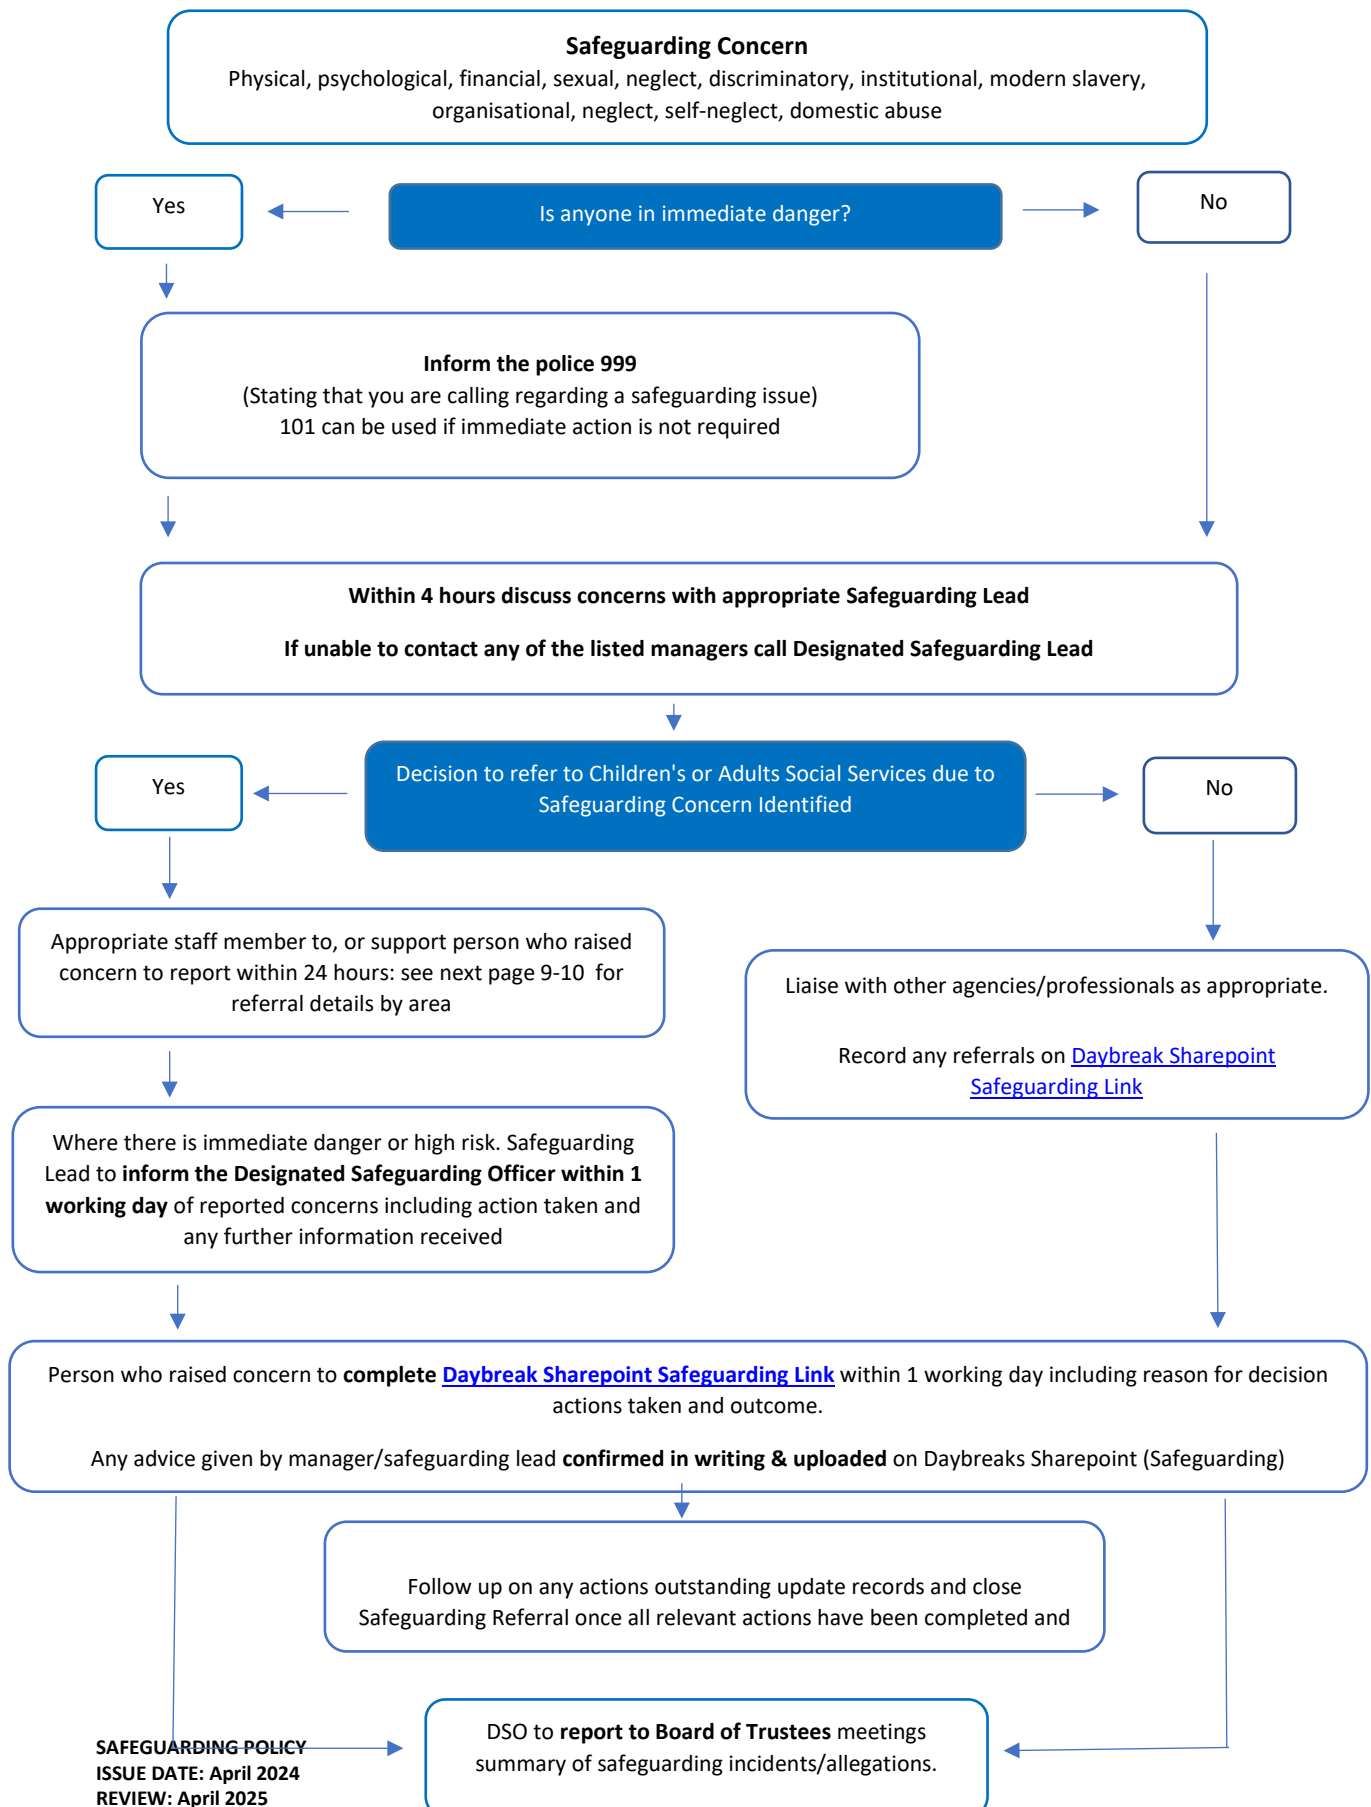 Safeguarding Concern
Physical, psychological, financial, sexual, neglect, discriminatory, institutional, modern slavery,
organisational, neglect, self-neglect, domestic abuse
Yes
Is anyone in immediate danger?
No
Inform the police 999
(Stating that you are calling regarding a safeguarding issue)
101 can be used if immediate action is not required
Within 4 hours discuss concerns with appropriate Safeguarding Lead
If unable to contact any of the listed managers call Designated Safeguarding Lead
Yes
Decision to refer to Children's or Adults Social Services due to
Safeguarding Concern Identified
No
Appropriate staff member to, or support person who raised
concern to report within 24 hours: see next page 9-10 for
referral details by area
Liaise with other agencies/professionals as appropriate.
Record any referrals on Daybreak Sharepoint
Safeguarding Link
Where there is immediate danger or high risk. Safeguarding
Lead to inform the Designated Safeguarding Officer within 1
working day of reported concerns including action taken and
any further information received
Person who raised concern to complete Daybreak Sharepoint Safeguarding Link within 1 working day including reason for decision
actions taken and outcome.
Any advice given by manager/safeguarding lead confirmed in writing & uploaded on Daybreaks Sharepoint (Safeguarding)
Follow up on any actions outstanding update records and close
Safeguarding Referral once all relevant actions have been completed and
DSO to report to Board of Trustees meetings
summary of safeguarding incidents/allegations.
SAFEGUARDING POLICY
ISSUE DATE: April 2024
REVIEW: April 2025